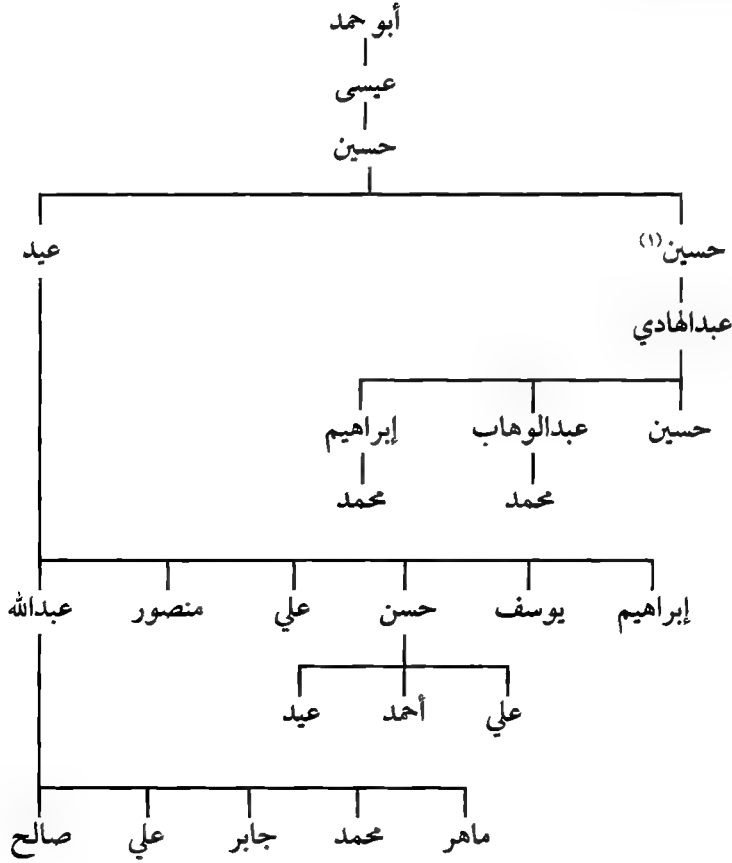 أبو حمد
عيسى
حسين
حسين(١) عيد
عبدالهادي
حسين عبدالوهاب إبراهيم
محمد محمد
إبراهيم يوسف حسن علي منصور عبدالله
علي أحمد عيد
ماهر محمد جابر علي صالح